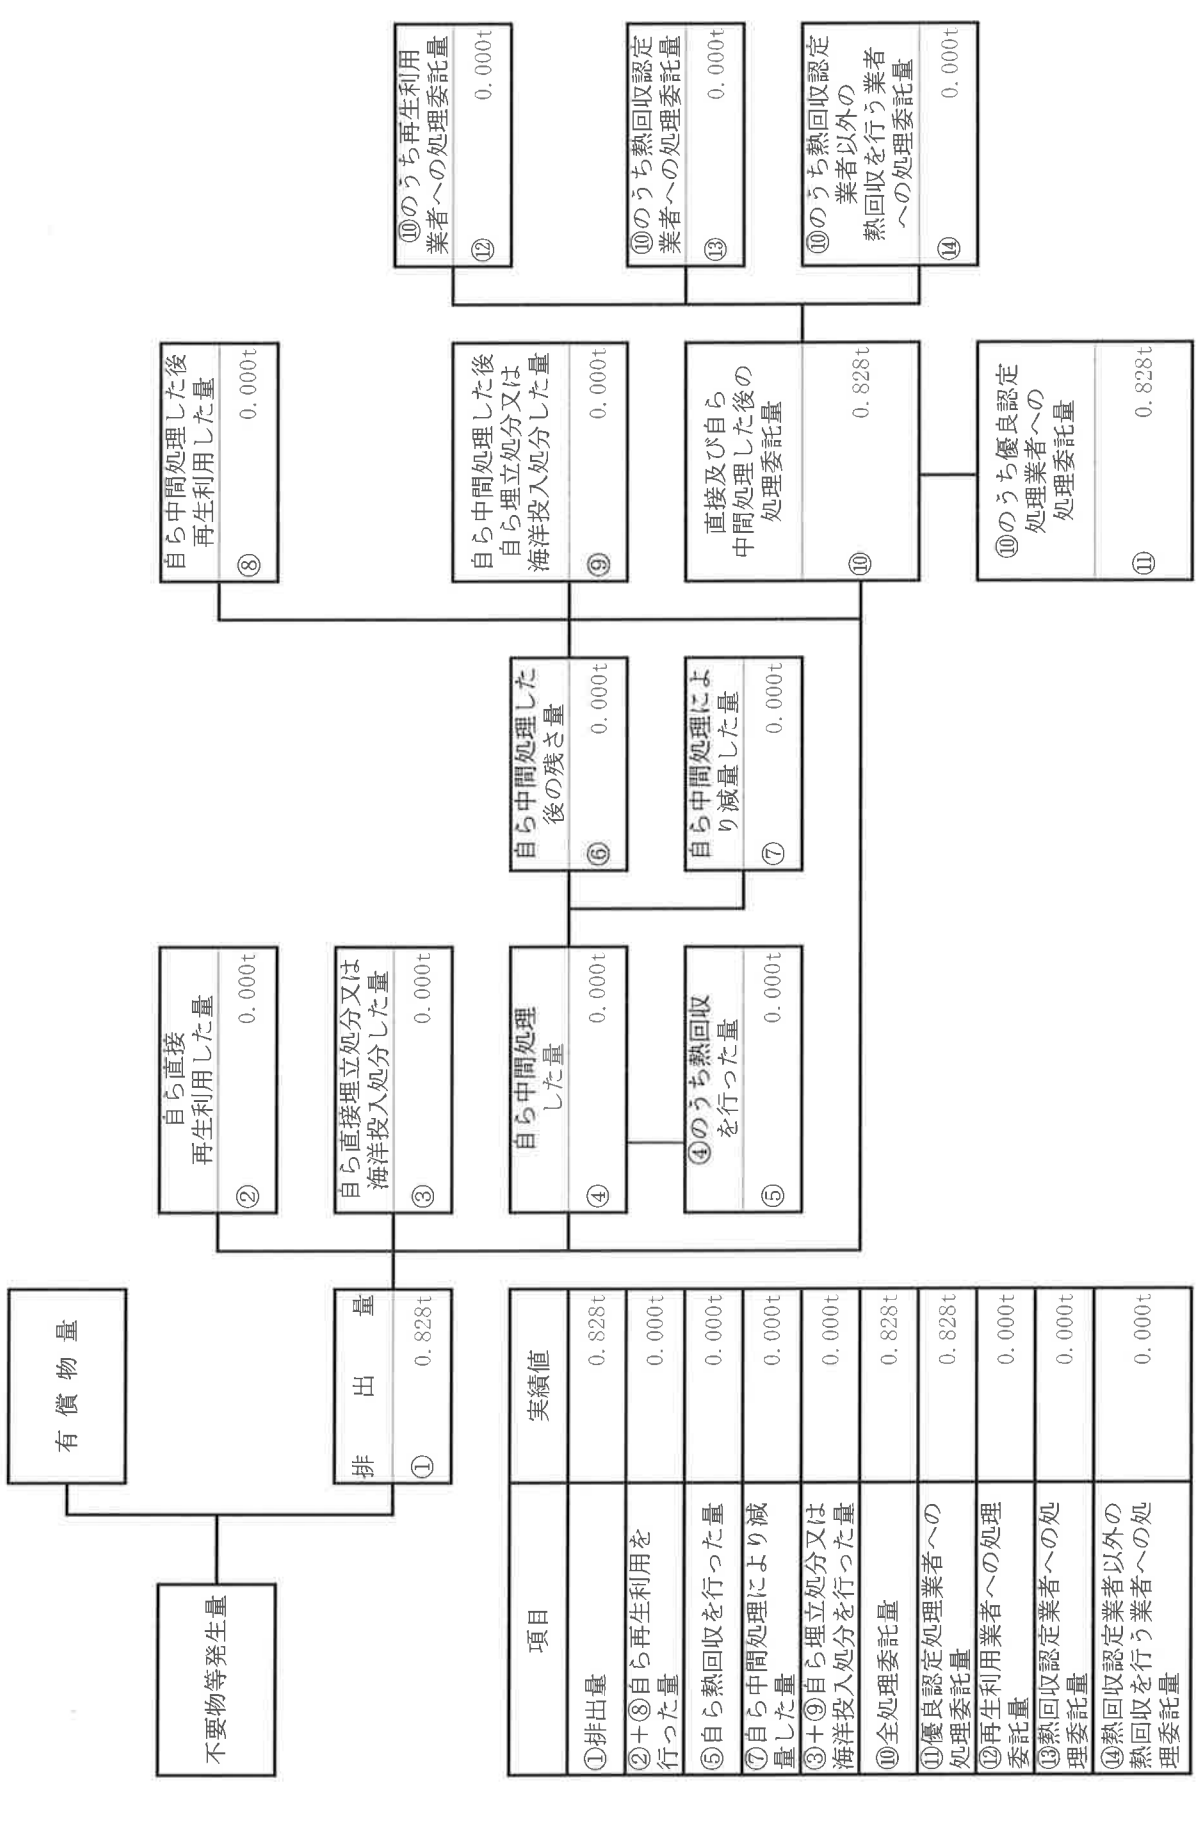 不要物等発生量
有償物量
排出量
① 0.828t
自ら直接
再生利用した量
② 0.000t
自ら直接埋立処分又は
海洋投入処分した量
③ 0.000t
自ら中間処理
した量
④ 0.000t
④のうち熱回収
を行った量
⑤ 0.000t
自ら中間処理した
後の残さ量
⑥ 0.000t
自ら中間処理によ
り減量した量
⑦ 0.000t
自ら中間処理した後
再生利用した量
⑧ 0.000t
自ら中間処理した後
自ら埋立処分又は
海洋投入処分した量
⑨ 0.000t
直接及び自ら
中間処理した後の
処理委託量
⑩ 0.828t
⑩のうち優良認定
処理業者への
処理委託量
⑪ 0.828t
⑩のうち再生利用
業者への処理委託量
⑫ 0.000t
⑩のうち熱回収認定
業者への処理委託量
⑬ 0.000t
⑩のうち熱回収認定
業者以外の
熱回収を行う業者
への処理委託量
⑭ 0.000t
項目 実績値
①排出量 0.828t
②+⑧自ら再生利用を
行った量 0.000t
⑤自ら熱回収を行った量 0.000t
⑦自ら中間処理により減
量した量 0.000t
③+⑨自ら埋立処分又は
海洋投入処分を行った量 0.000t
⑩全処理委託量 0.828t
⑪優良認定処理業者への
処理委託量 0.828t
⑫再生利用業者への処理
委託量 0.000t
⑬熱回収認定業者への処
理委託量 0.000t
⑭熱回収認定業者以外の
熱回収を行う業者への処
理委託量 0.000t